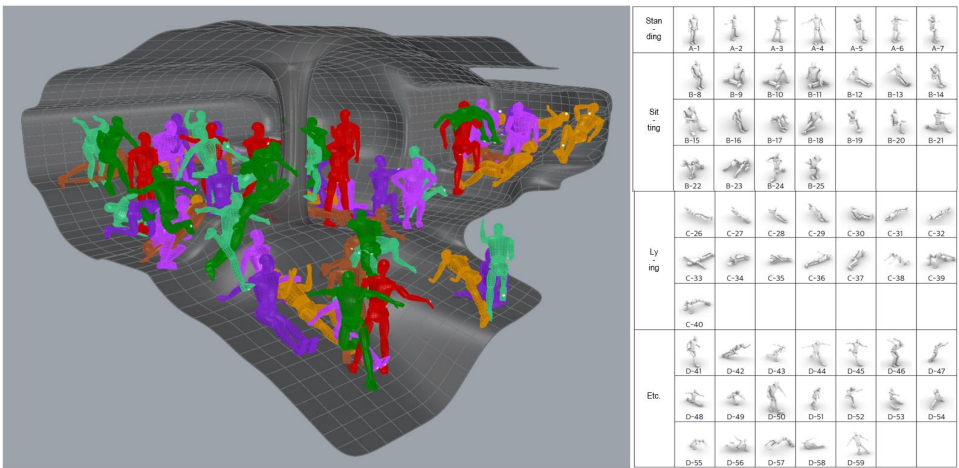 Stan
-
ding
A-1 A-2 A-3 A-4 A-5 A-6 A-7
Sit
-
ting
B-8 B-9 B-10 B-11 B-12 B-13 B-14
B-15 B-16 B-17 B-18 B-19 B-20 B-21
B-22 B-23 B-24 B-25
Ly
-
ing
C-26 C-27 C-28 C-29 C-30 C-31 C-32
C-33 C-34 C-35 C-36 C-37 C-38 C-39
C-40
Etc.
D-41 D-42 D-43 D-44 D-45 D-46 D-47
D-48 D-49 D-50 D-51 D-52 D-53 D-54
D-55 D-56 D-57 D-58 D-59